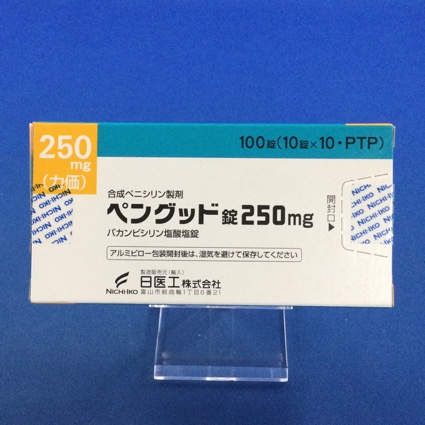 250
mg
(力価)
100錠(10錠×10・PTP)
合成ペニシリン製剤
ペングッド錠250mg
バカンピシリン塩酸塩錠
開封口
アルミピロー包装開封後は、湿気を避けて保存してください
製造販売元(輸入)
日医工株式会社
富山市総曲輪1丁目6番21
NICHI-IKO
NICHI-IKO
NICHI-IKO